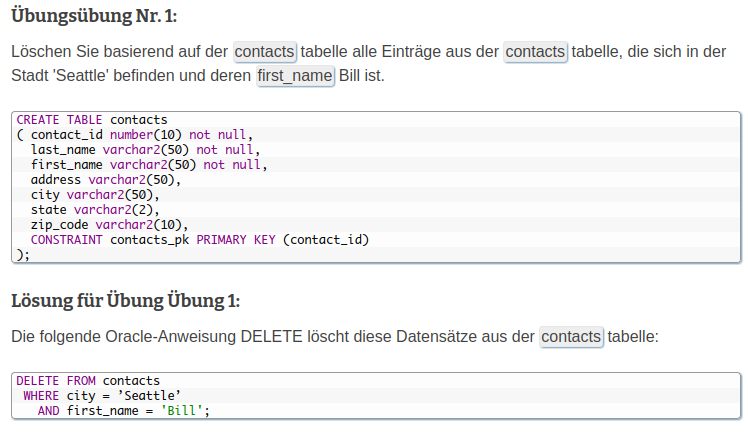 Übungsübung Nr. 1:
Löschen Sie basierend auf der contacts tabelle alle Einträge aus der contacts tabelle, die sich in der
Stadt 'Seattle' befinden und deren first_name Bill ist.
CREATE TABLE contacts
( contact_id number(10) not null,
last_name varchar2(50) not null,
first_name varchar2(50) not null,
address varchar2(50),
city varchar2(50),
state varchar2(2),
zip_code varchar2(10),
CONSTRAINT contacts_pk PRIMARY KEY (contact_id)
);
Lösung für Übung Übung 1:
Die folgende Oracle-Anweisung DELETE löscht diese Datensätze aus der contacts tabelle:
DELETE FROM contacts
WHERE city = ’Seattle’
AND first_name = 'Bill';